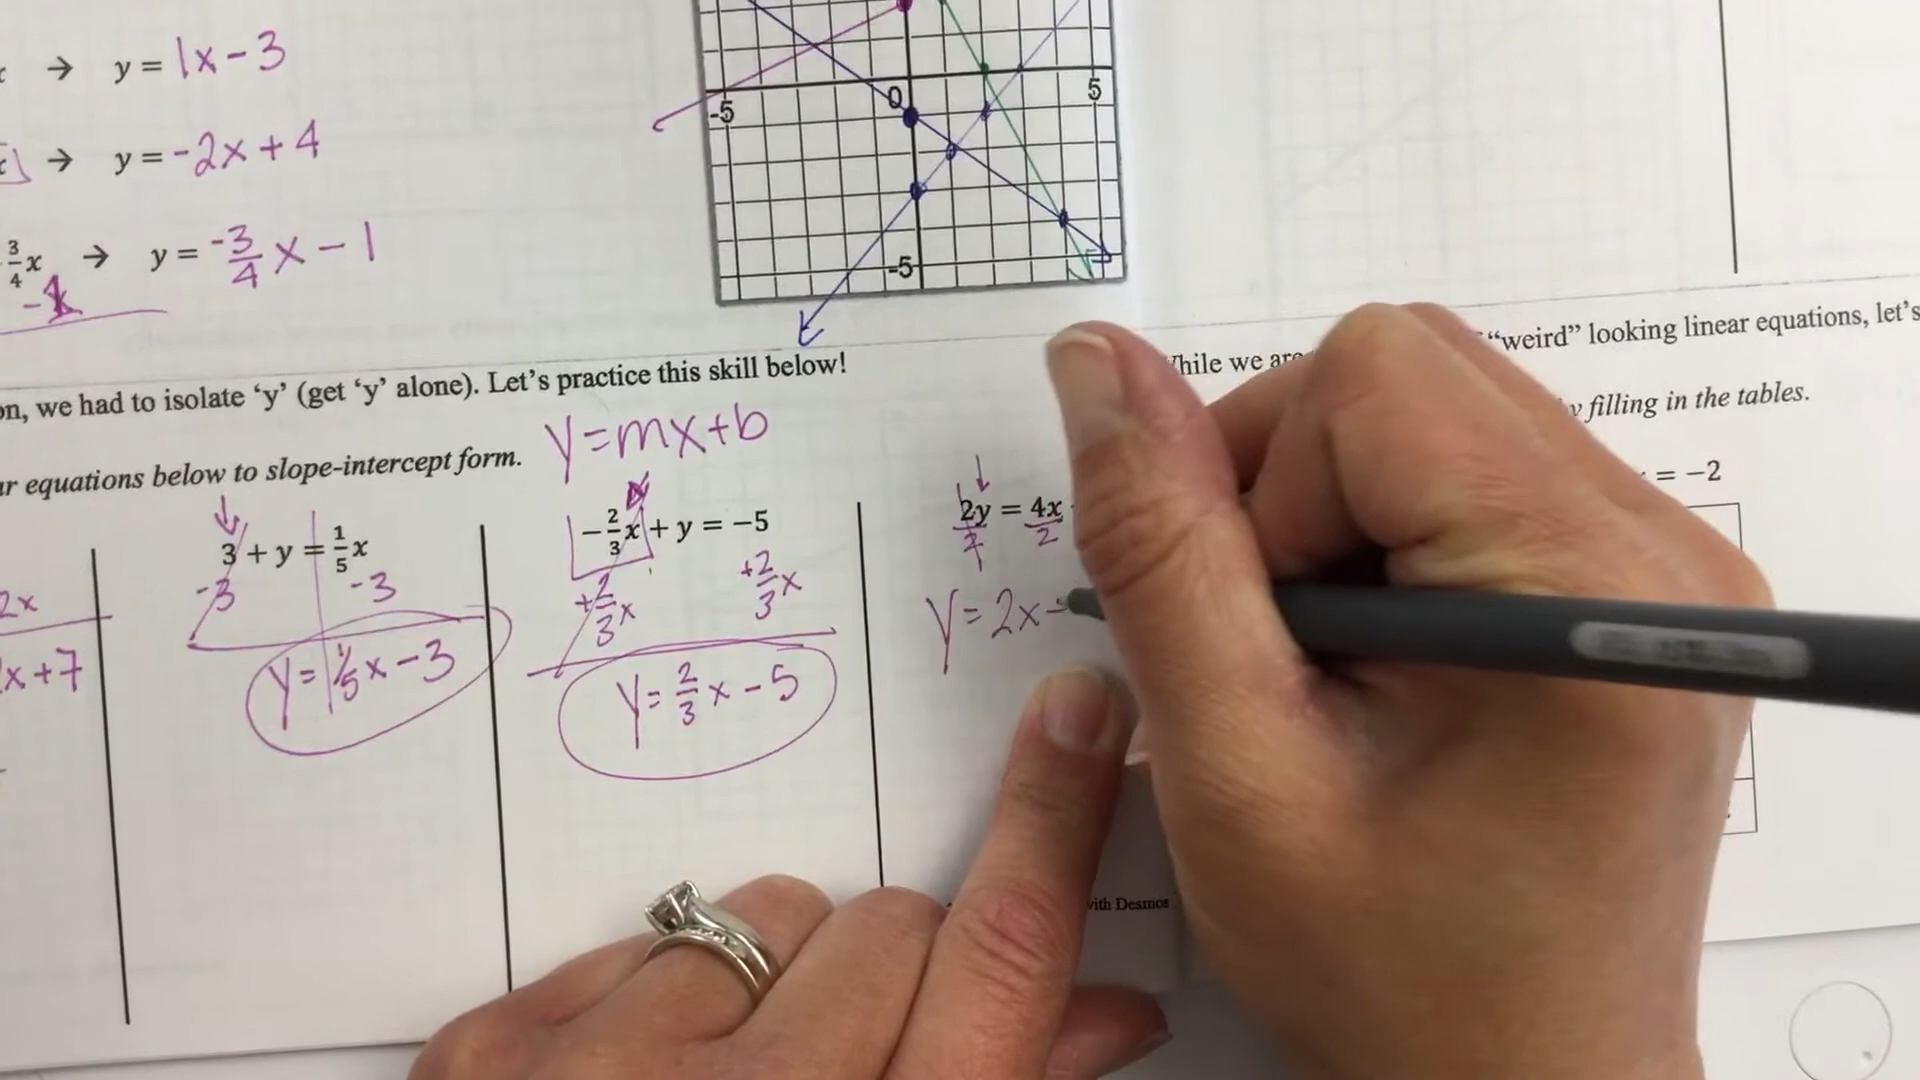 → y = 1x - 3
-5 0 5
→ y = -2x + 4
3/4 x → y = -3/4 x - 1
-1
-5
we had to isolate ‘y’ (get ‘y’ alone). Let’s practice this skill below!
While we are “weird” looking linear equations, let’s
y = mx + b
filling in the tables.
equations below to slope-intercept form.
= −2
3 + y = 1/5 x
-3 -3
y = 1/5 x - 3
−2/3 x + y = −5
+2/3 x +2/3 x
y = 2/3 x - 5
2y = 4x
2 2
y = 2x -
2x
x + 7
with Desmos